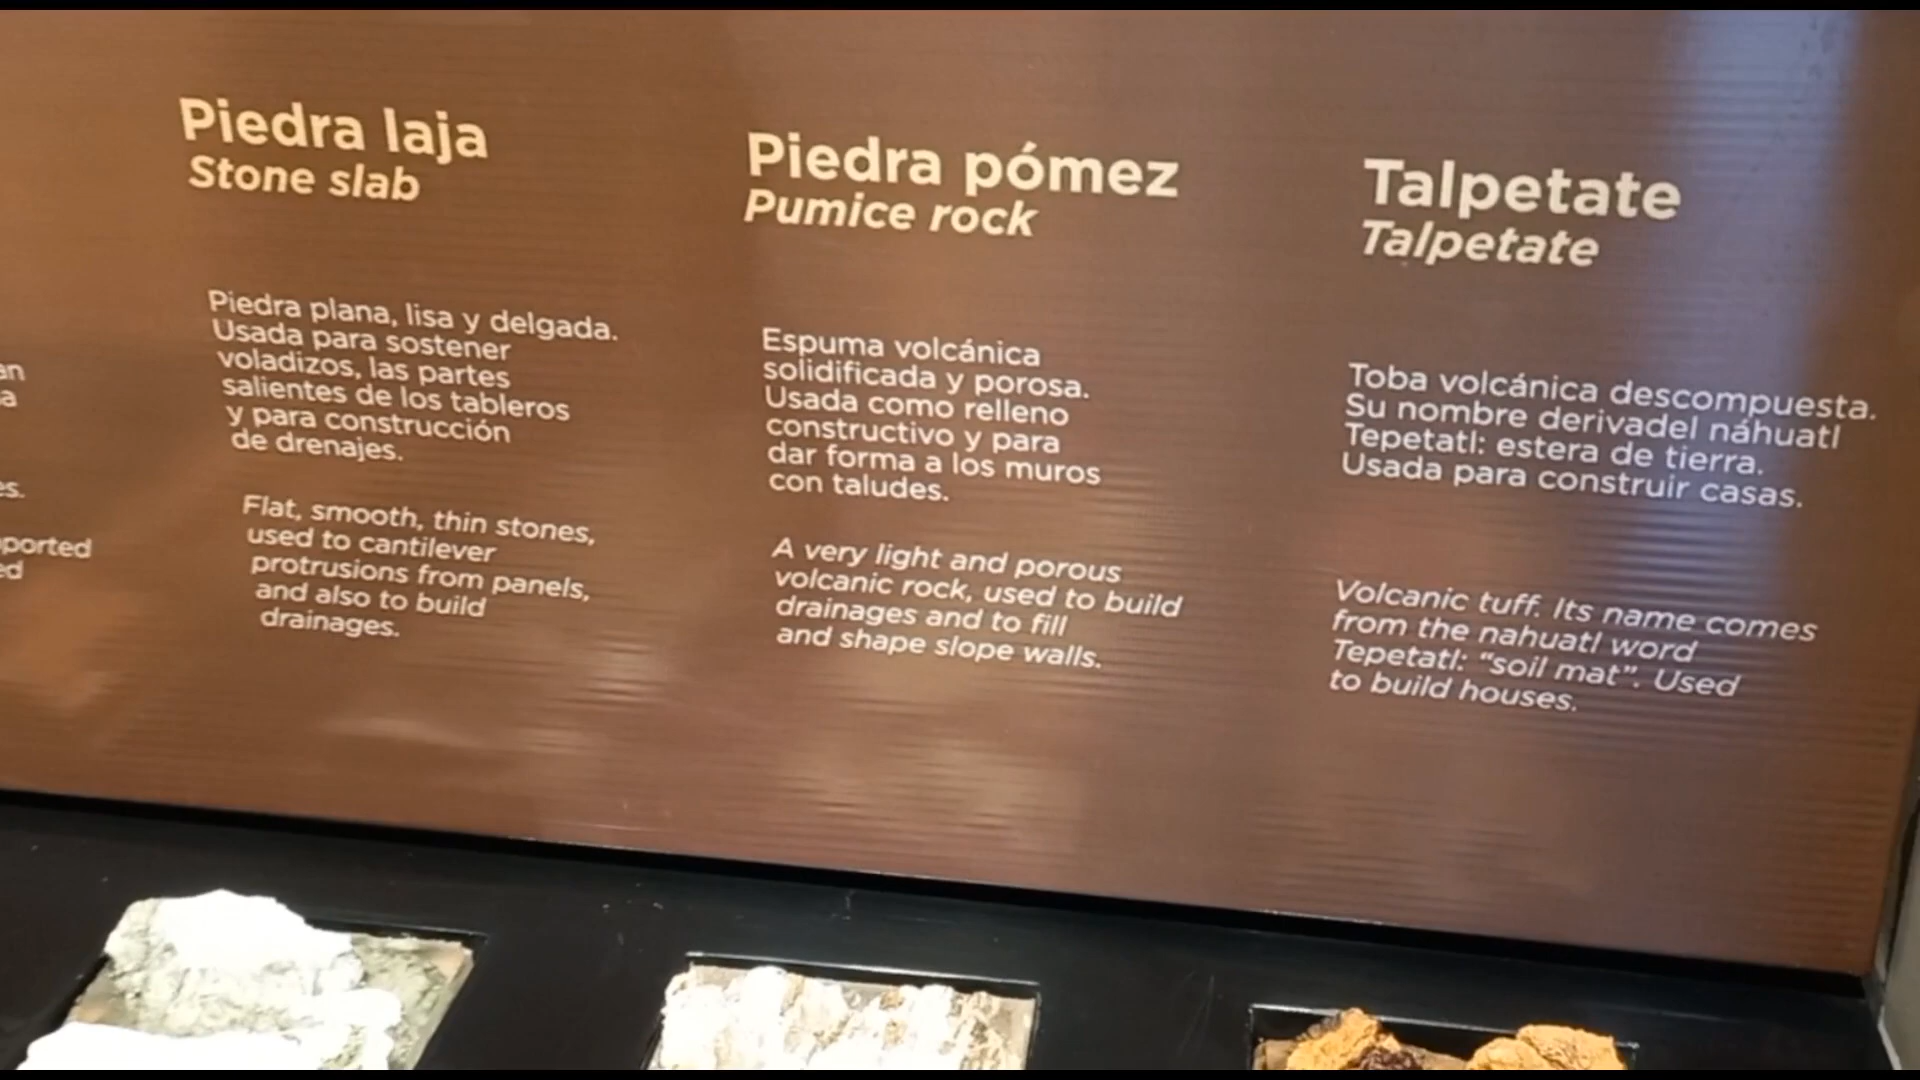 an
a
es.
ported
ed
Piedra laja
Stone slab
Piedra plana, lisa y delgada.
Usada para sostener
voladizos, las partes
salientes de los tableros
y para construcción
de drenajes.
Flat, smooth, thin stones,
used to cantilever
protrusions from panels,
and also to build
drainages.
Piedra pómez
Pumice rock
Espuma volcánica
solidificada y porosa.
Usada como relleno
constructivo y para
dar forma a los muros
con taludes.
A very light and porous
volcanic rock, used to build
drainages and to fill
and shape slope walls.
Talpetate
Talpetate
Toba volcánica descompuesta.
Su nombre derivadel náhuatl
Tepetatl: estera de tierra.
Usada para construir casas.
Volcanic tuff. Its name comes
from the nahuatl word
Tepetatl: “soil mat”. Used
to build houses.